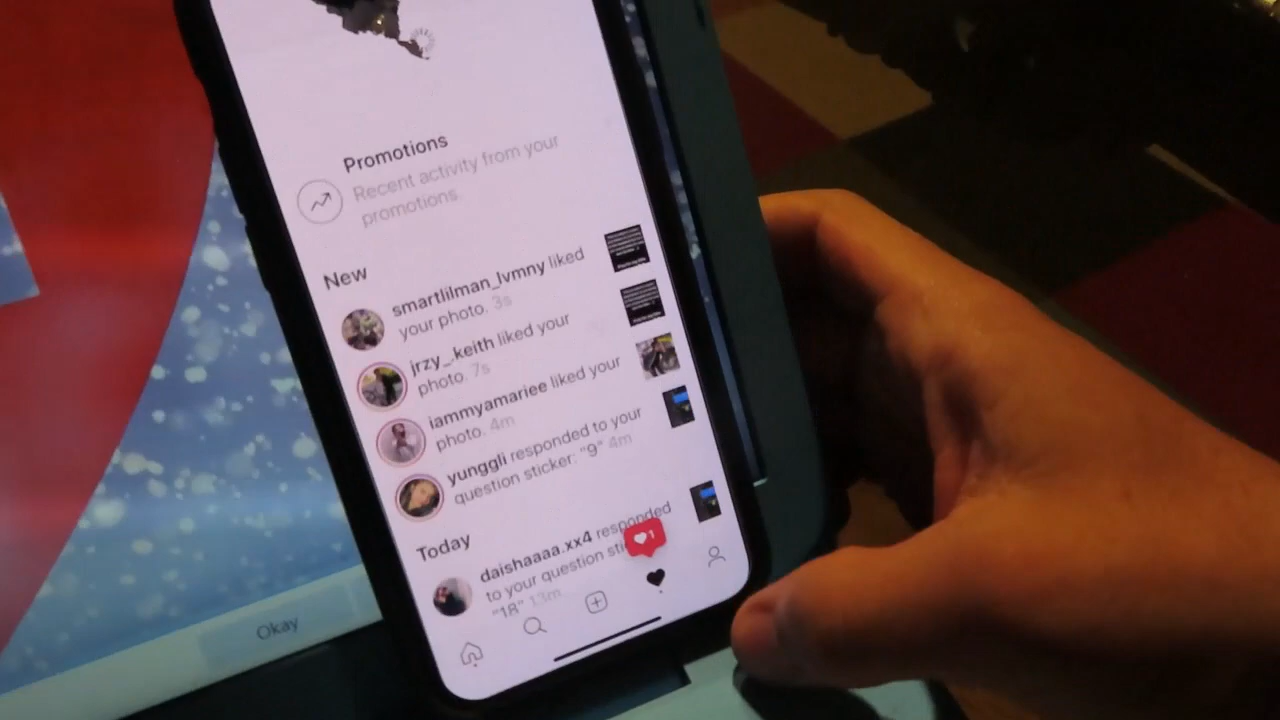 Promotions
Recent activity from your
promotions.
New
smartlilman_lvmny liked
your photo. 3s
jrzy_.keith liked your
photo. 7s
iammyamariee liked your
photo. 4m
yunggli responded to your
question sticker: "9" 4m
Today
daishaaaa.xx4 responded
to your question sti
"18" 13m
1
Okay